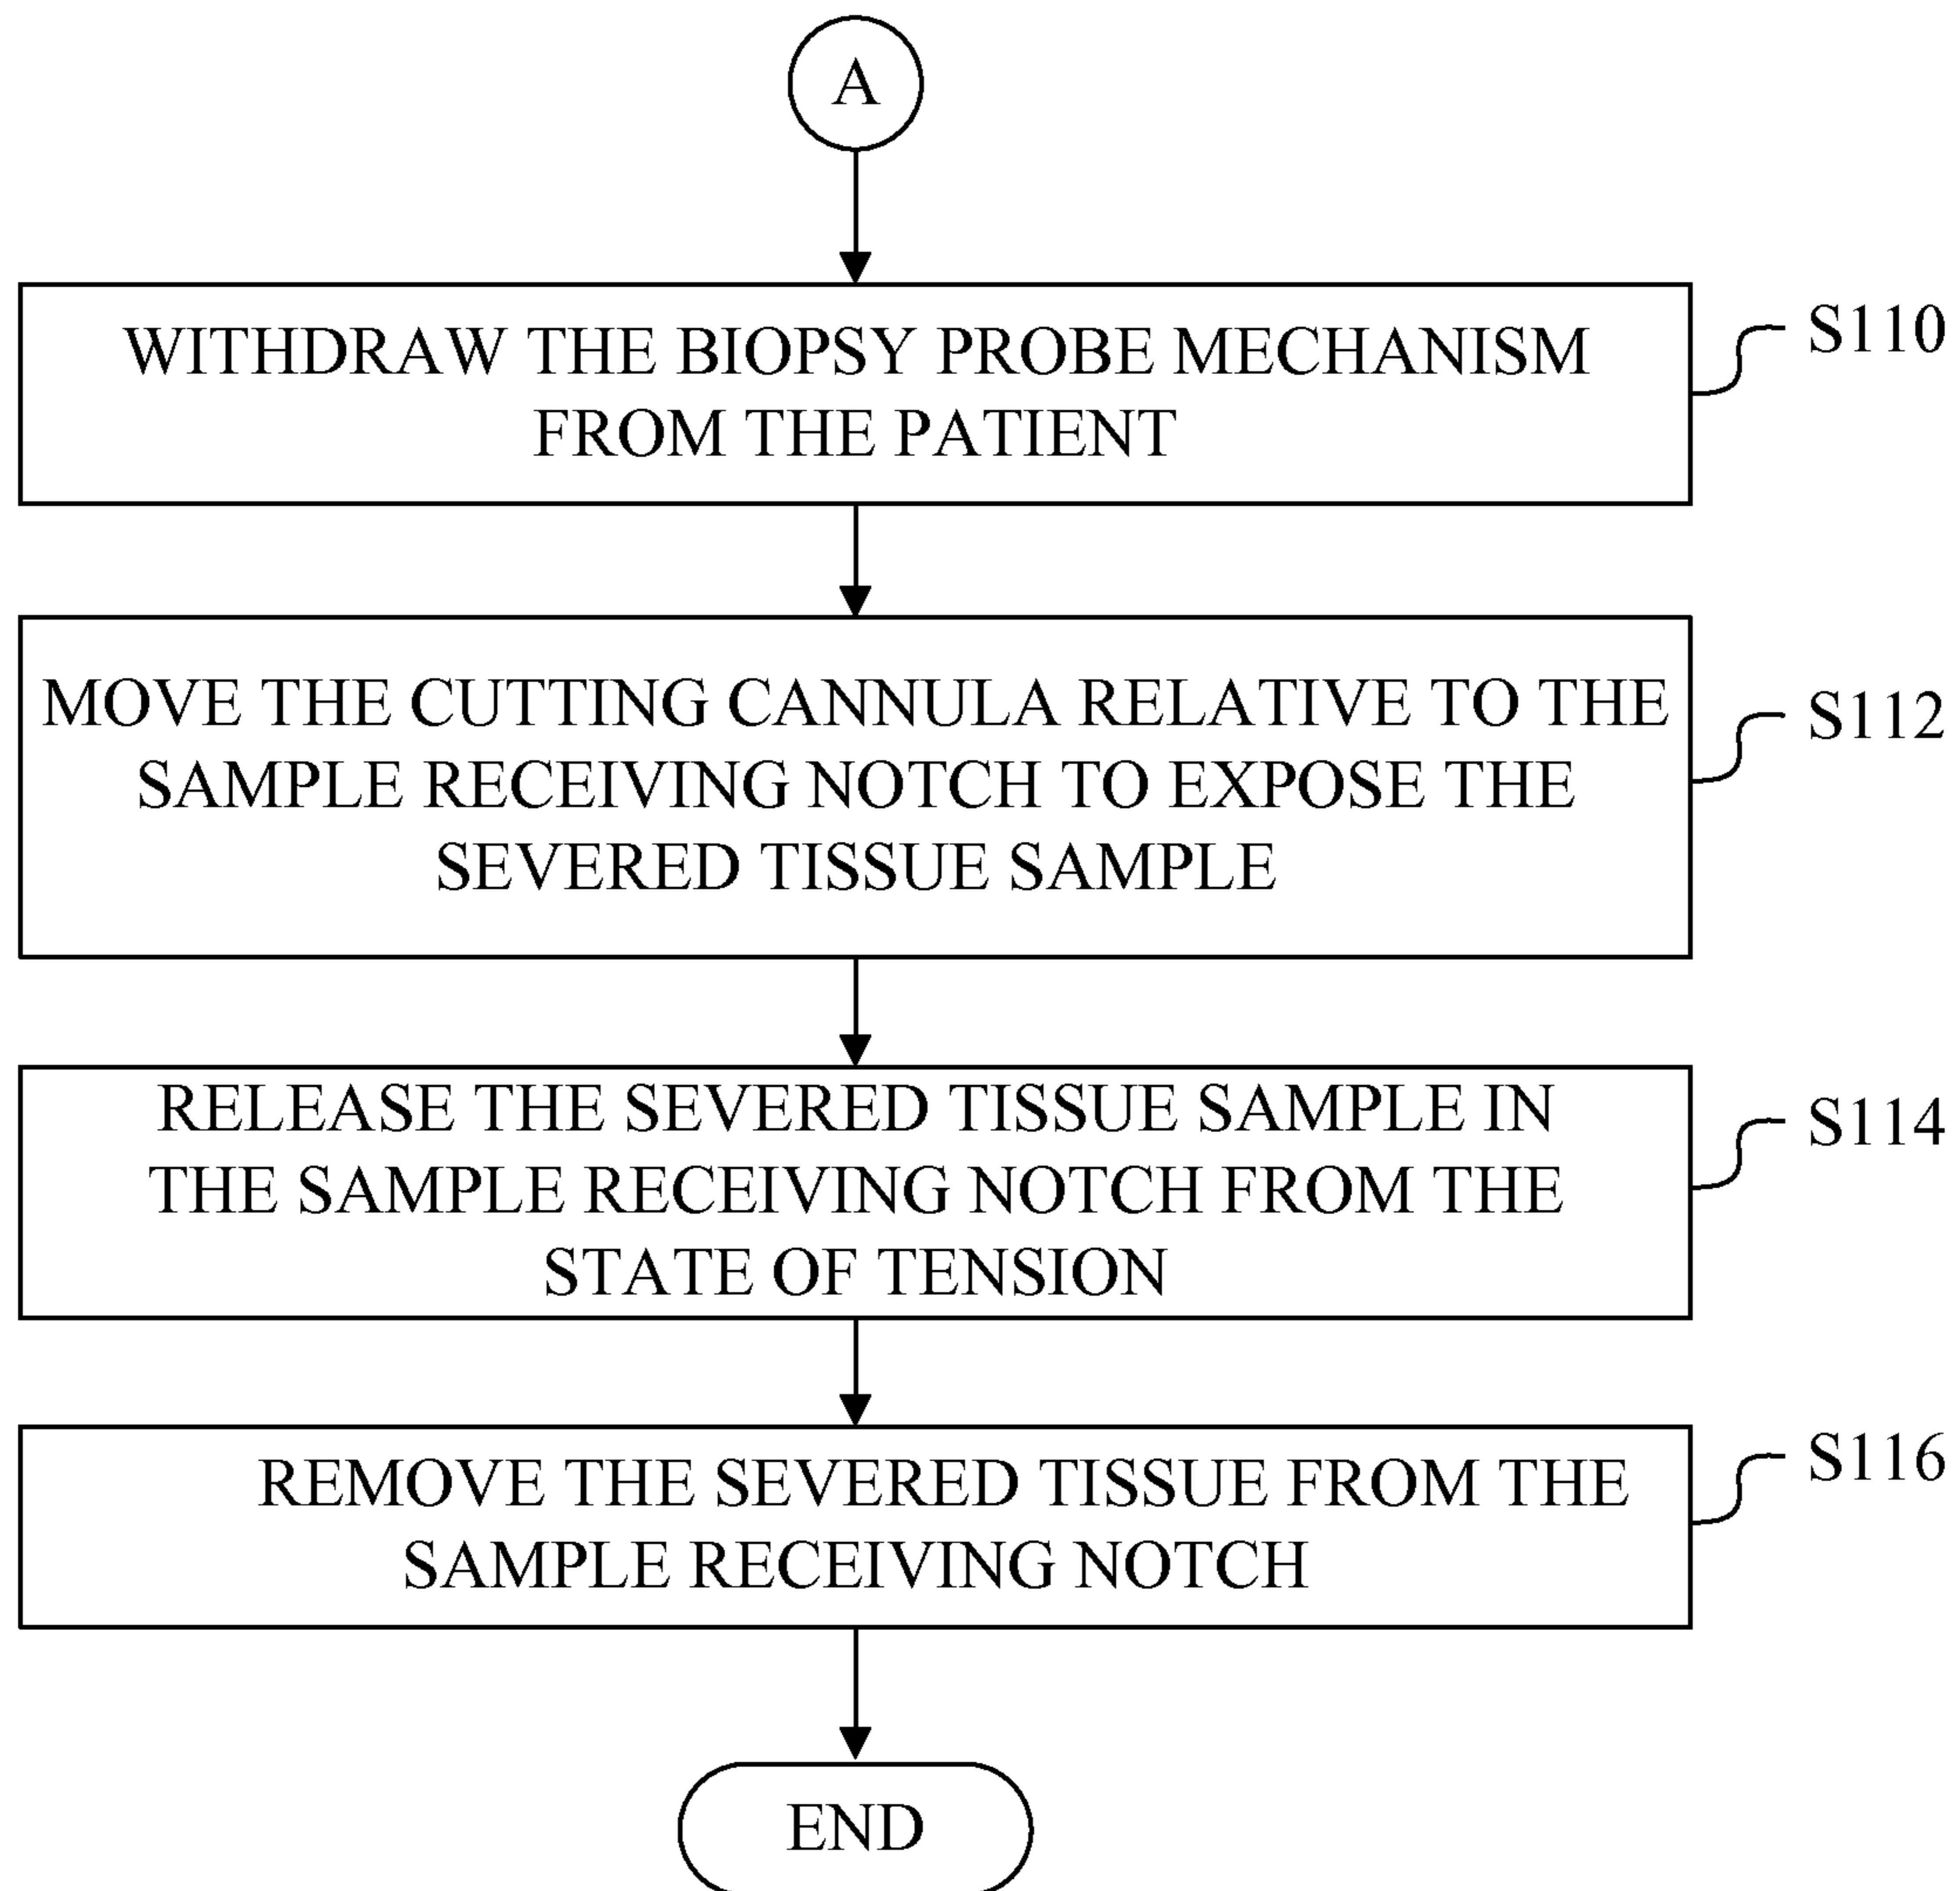 A
WITHDRAW THE BIOPSY PROBE MECHANISM
FROM THE PATIENT
S110
MOVE THE CUTTING CANNULA RELATIVE TO THE
SAMPLE RECEIVING NOTCH TO EXPOSE THE
SEVERED TISSUE SAMPLE
S112
RELEASE THE SEVERED TISSUE SAMPLE IN
THE SAMPLE RECEIVING NOTCH FROM THE
STATE OF TENSION
S114
REMOVE THE SEVERED TISSUE FROM THE
SAMPLE RECEIVING NOTCH
S116
END